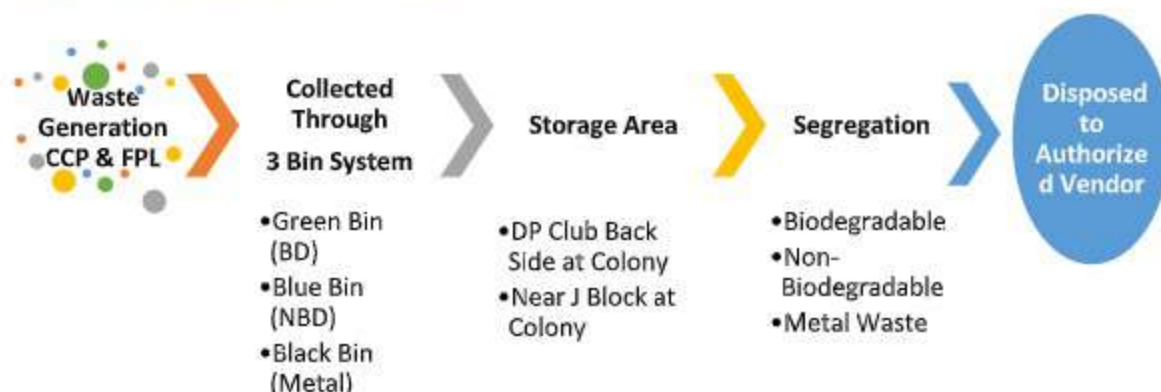 Waste
Generation
CCP & FPL
Collected
Through
3 Bin System
•Green Bin
(BD)
•Blue Bin
(NBD)
•Black Bin
(Metal)
Storage Area
•DP Club Back
Side at Colony
•Near J Block at
Colony
Segregation
•Biodegradable
•Non-
Biodegradable
•Metal Waste
Disposed
to
Authorize
d Vendor